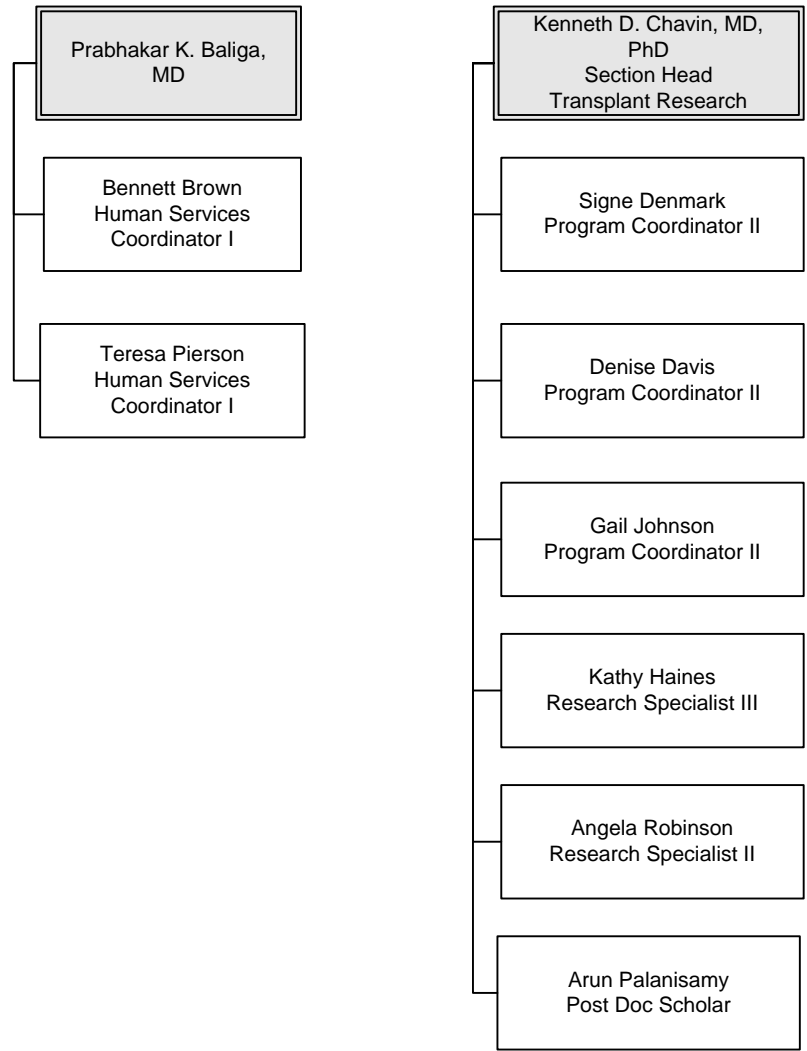 Prabhakar K. Baliga,
MD
Bennett Brown
Human Services
Coordinator I
Teresa Pierson
Human Services
Coordinator I
Kenneth D. Chavin, MD,
PhD
Section Head
Transplant Research
Signe Denmark
Program Coordinator II
Denise Davis
Program Coordinator II
Gail Johnson
Program Coordinator II
Kathy Haines
Research Specialist III
Angela Robinson
Research Specialist II
Arun Palanisamy
Post Doc Scholar